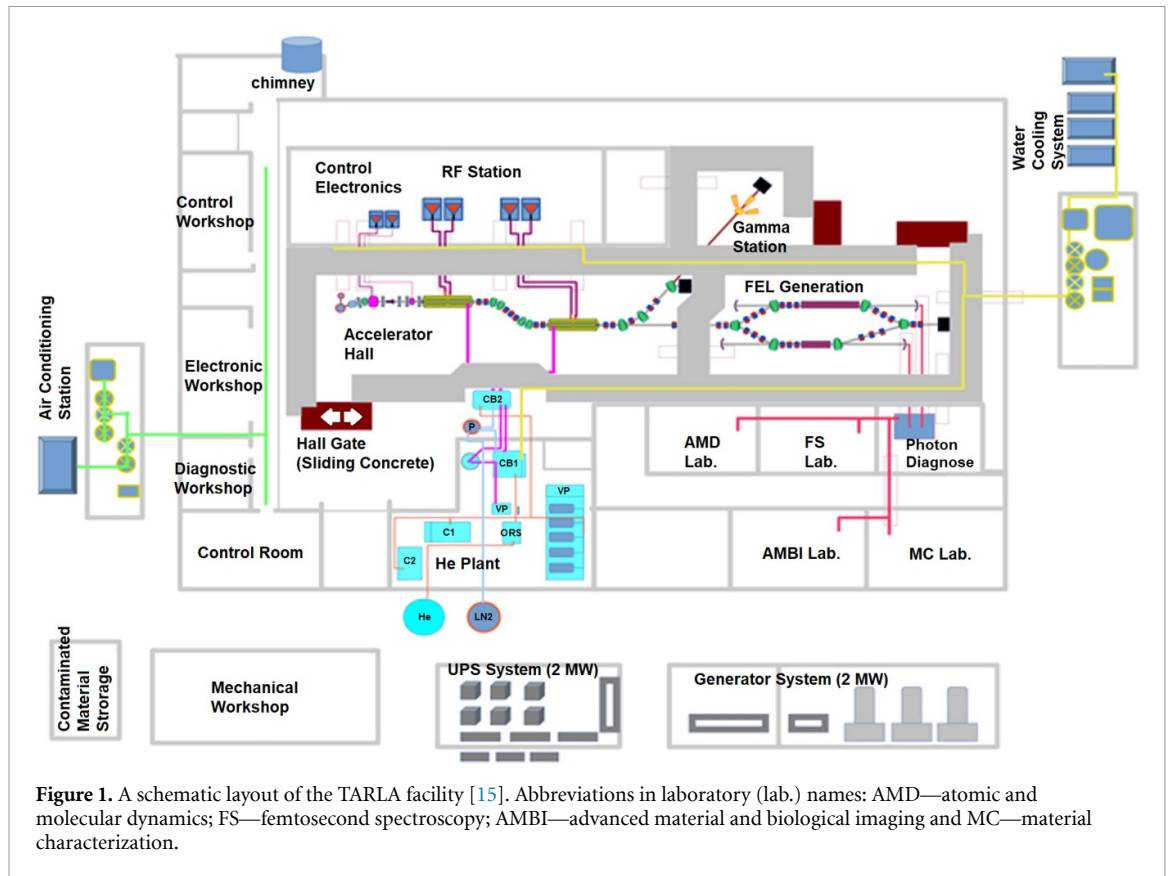 chimney
Water
Cooling
System
Control
Electronics
RF Station
Control
Workshop
Gamma
Station
FEL Generation
Accelerator
Hall
Air Conditioning
Station
Electronic
Workshop
CB2
P
Hall Gate
(Sliding Concrete)
AMD
Lab.
FS
Lab.
Photon
Diagnose
CB1
Diagnostic
Workshop
VP
VP
C1
ORS
Control Room
C2
He Plant
AMBI Lab.
MC Lab.
He
LN2
Contaminated
Material
Strorage
Mechanical
Workshop
UPS System (2 MW)
Generator System (2 MW)
Figure 1. A schematic layout of the TARLA facility [15]. Abbreviations in laboratory (lab.) names: AMD—atomic and
molecular dynamics; FS—femtosecond spectroscopy; AMBI—advanced material and biological imaging and MC—material
characterization.